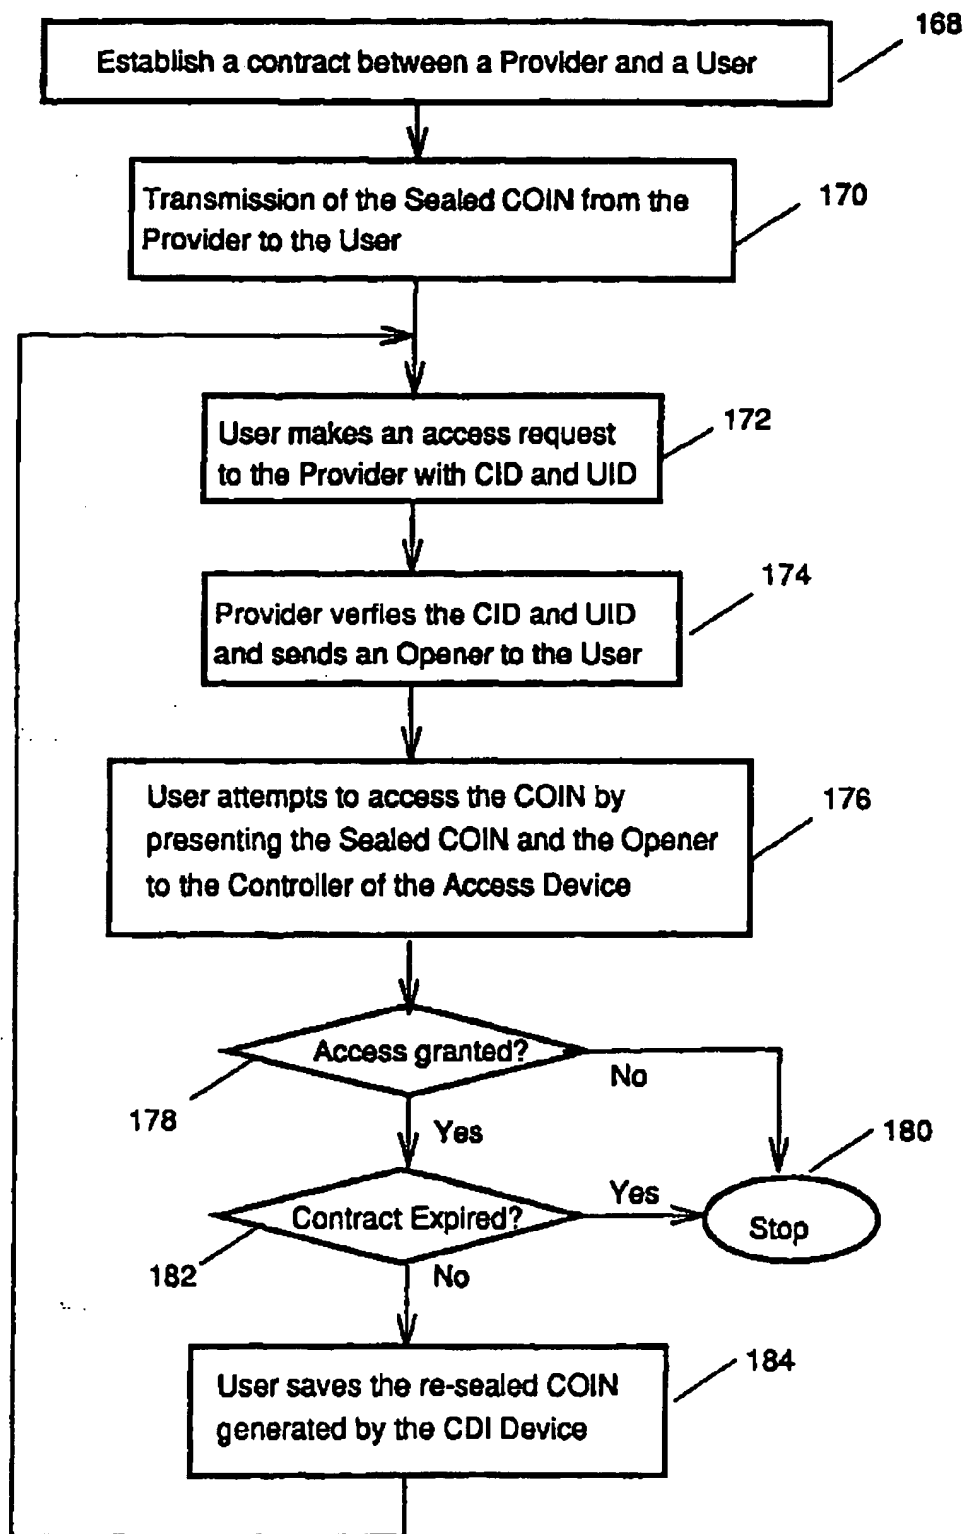 168
Establish a contract between a Provider and a User
Transmission of the Sealed COIN from the
Provider to the User
170
User makes an access request
to the Provider with CID and UID
172
Provider verfies the CID and UID
and sends an Opener to the User
174
User attempts to access the COIN by
presenting the Sealed COIN and the Opener
to the Controller of the Access Device
176
Access granted?
No
178
Yes
180
Contract Expired?
Yes
Stop
182
No
184
User saves the re-sealed COIN
generated by the CDI Device